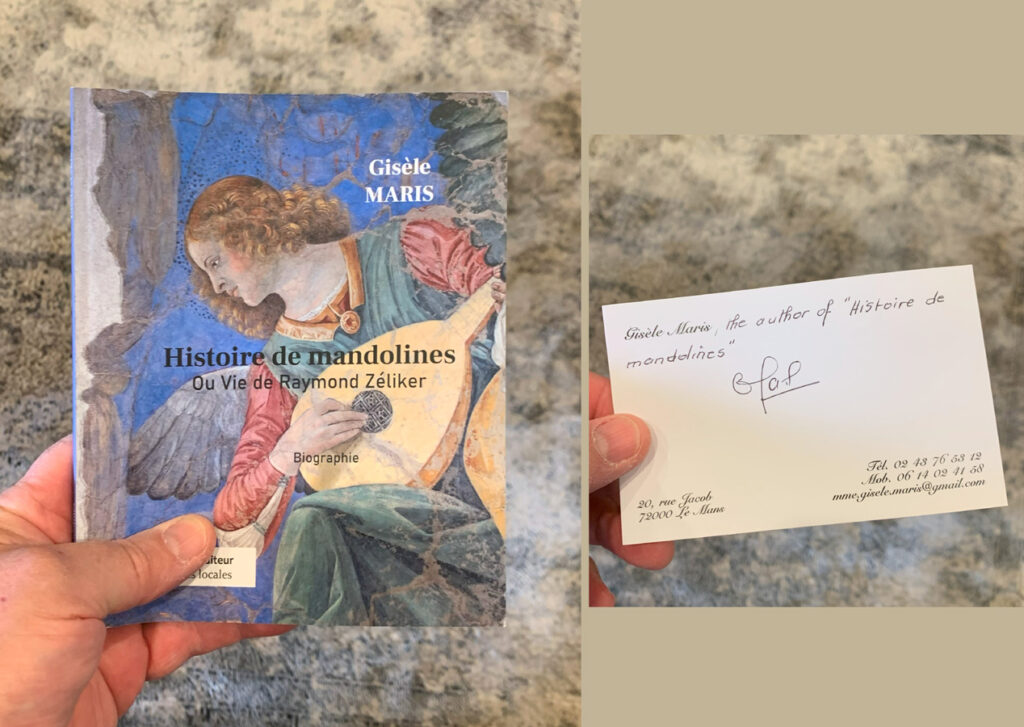 Gisèle
MARIS
Histoire de mandolines
Ou Vie de Raymond Zéliker
Biographie
locales
Gisèle Maris, the author of "Histoire de
mandolines"
Tél. 02 43 76 53 12
Mob. 06 14 02 41 58
mme.gisele.maris@gmail.com
20, rue Jacob
72000 Le Mans